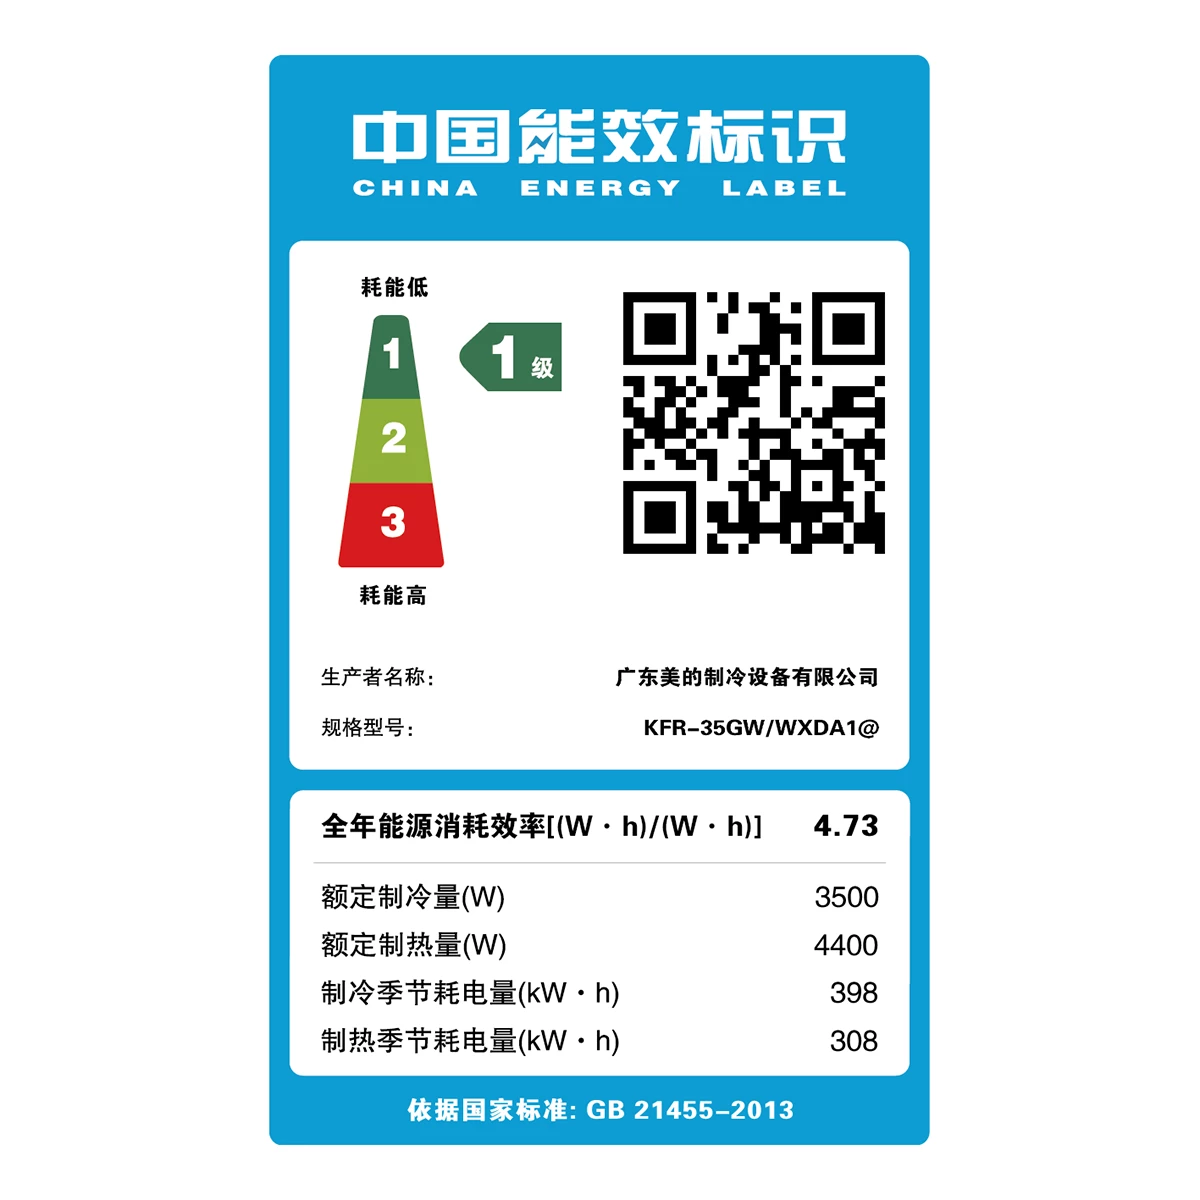 中国能效标识
CHINA ENERGY LABEL
耗能低
1
1级
2
3
耗能高
生产者名称: 广东美的制冷设备有限公司
规格型号: KFR-35GW/WXDA1@
全年能源消耗效率[(W·h)/(W·h)] 4.73
额定制冷量(W) 3500
额定制热量(W) 4400
制冷季节耗电量(kW·h) 398
制热季节耗电量(kW·h) 308
依据国家标准: GB 21455-2013